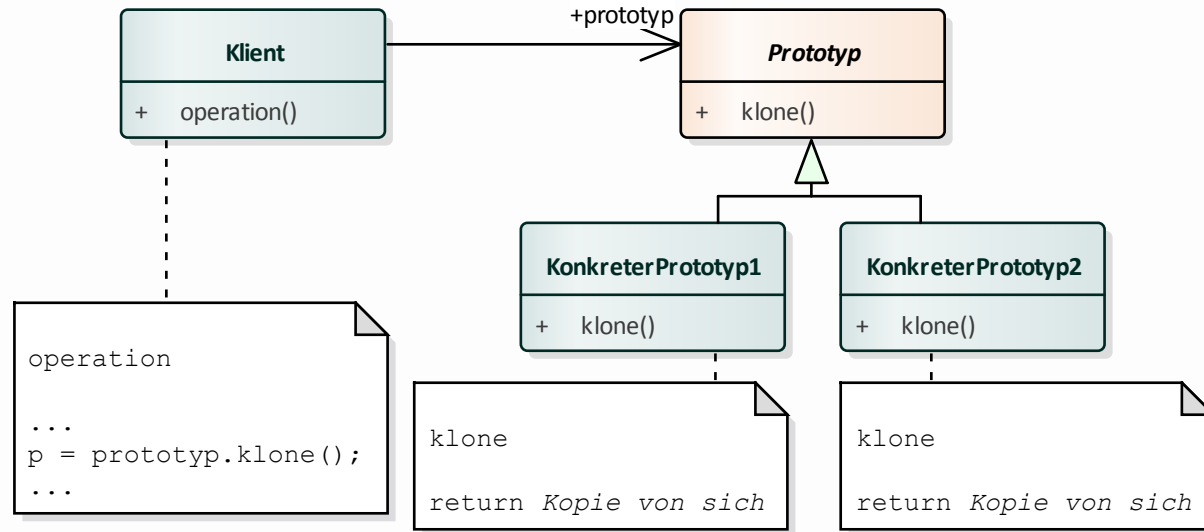 +prototyp
Klient
+ operation()
Prototyp
+ klone()
KonkreterPrototyp1
+ klone()
KonkreterPrototyp2
+ klone()
operation
...
p = prototyp.klone();
...
klone
return Kopie von sich
klone
return Kopie von sich